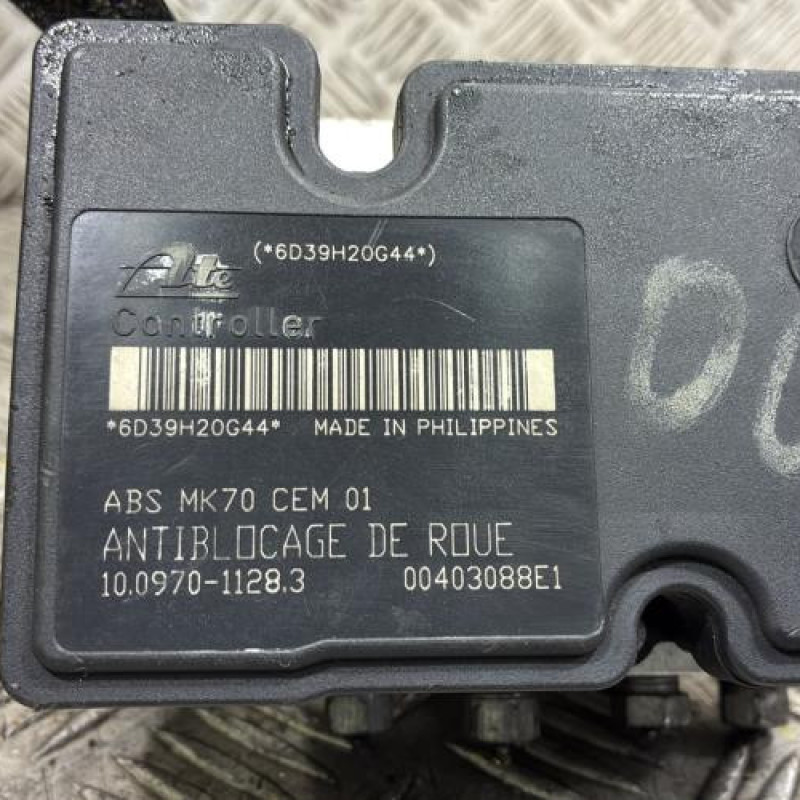 (*6D39H20G44*)
Ate
Controller
*6D39H20G44* MADE IN PHILIPPINES
ABS MK70 CEM 01
ANTIBLOCAGE DE ROUE
10.0970-1128.3 00403088E1